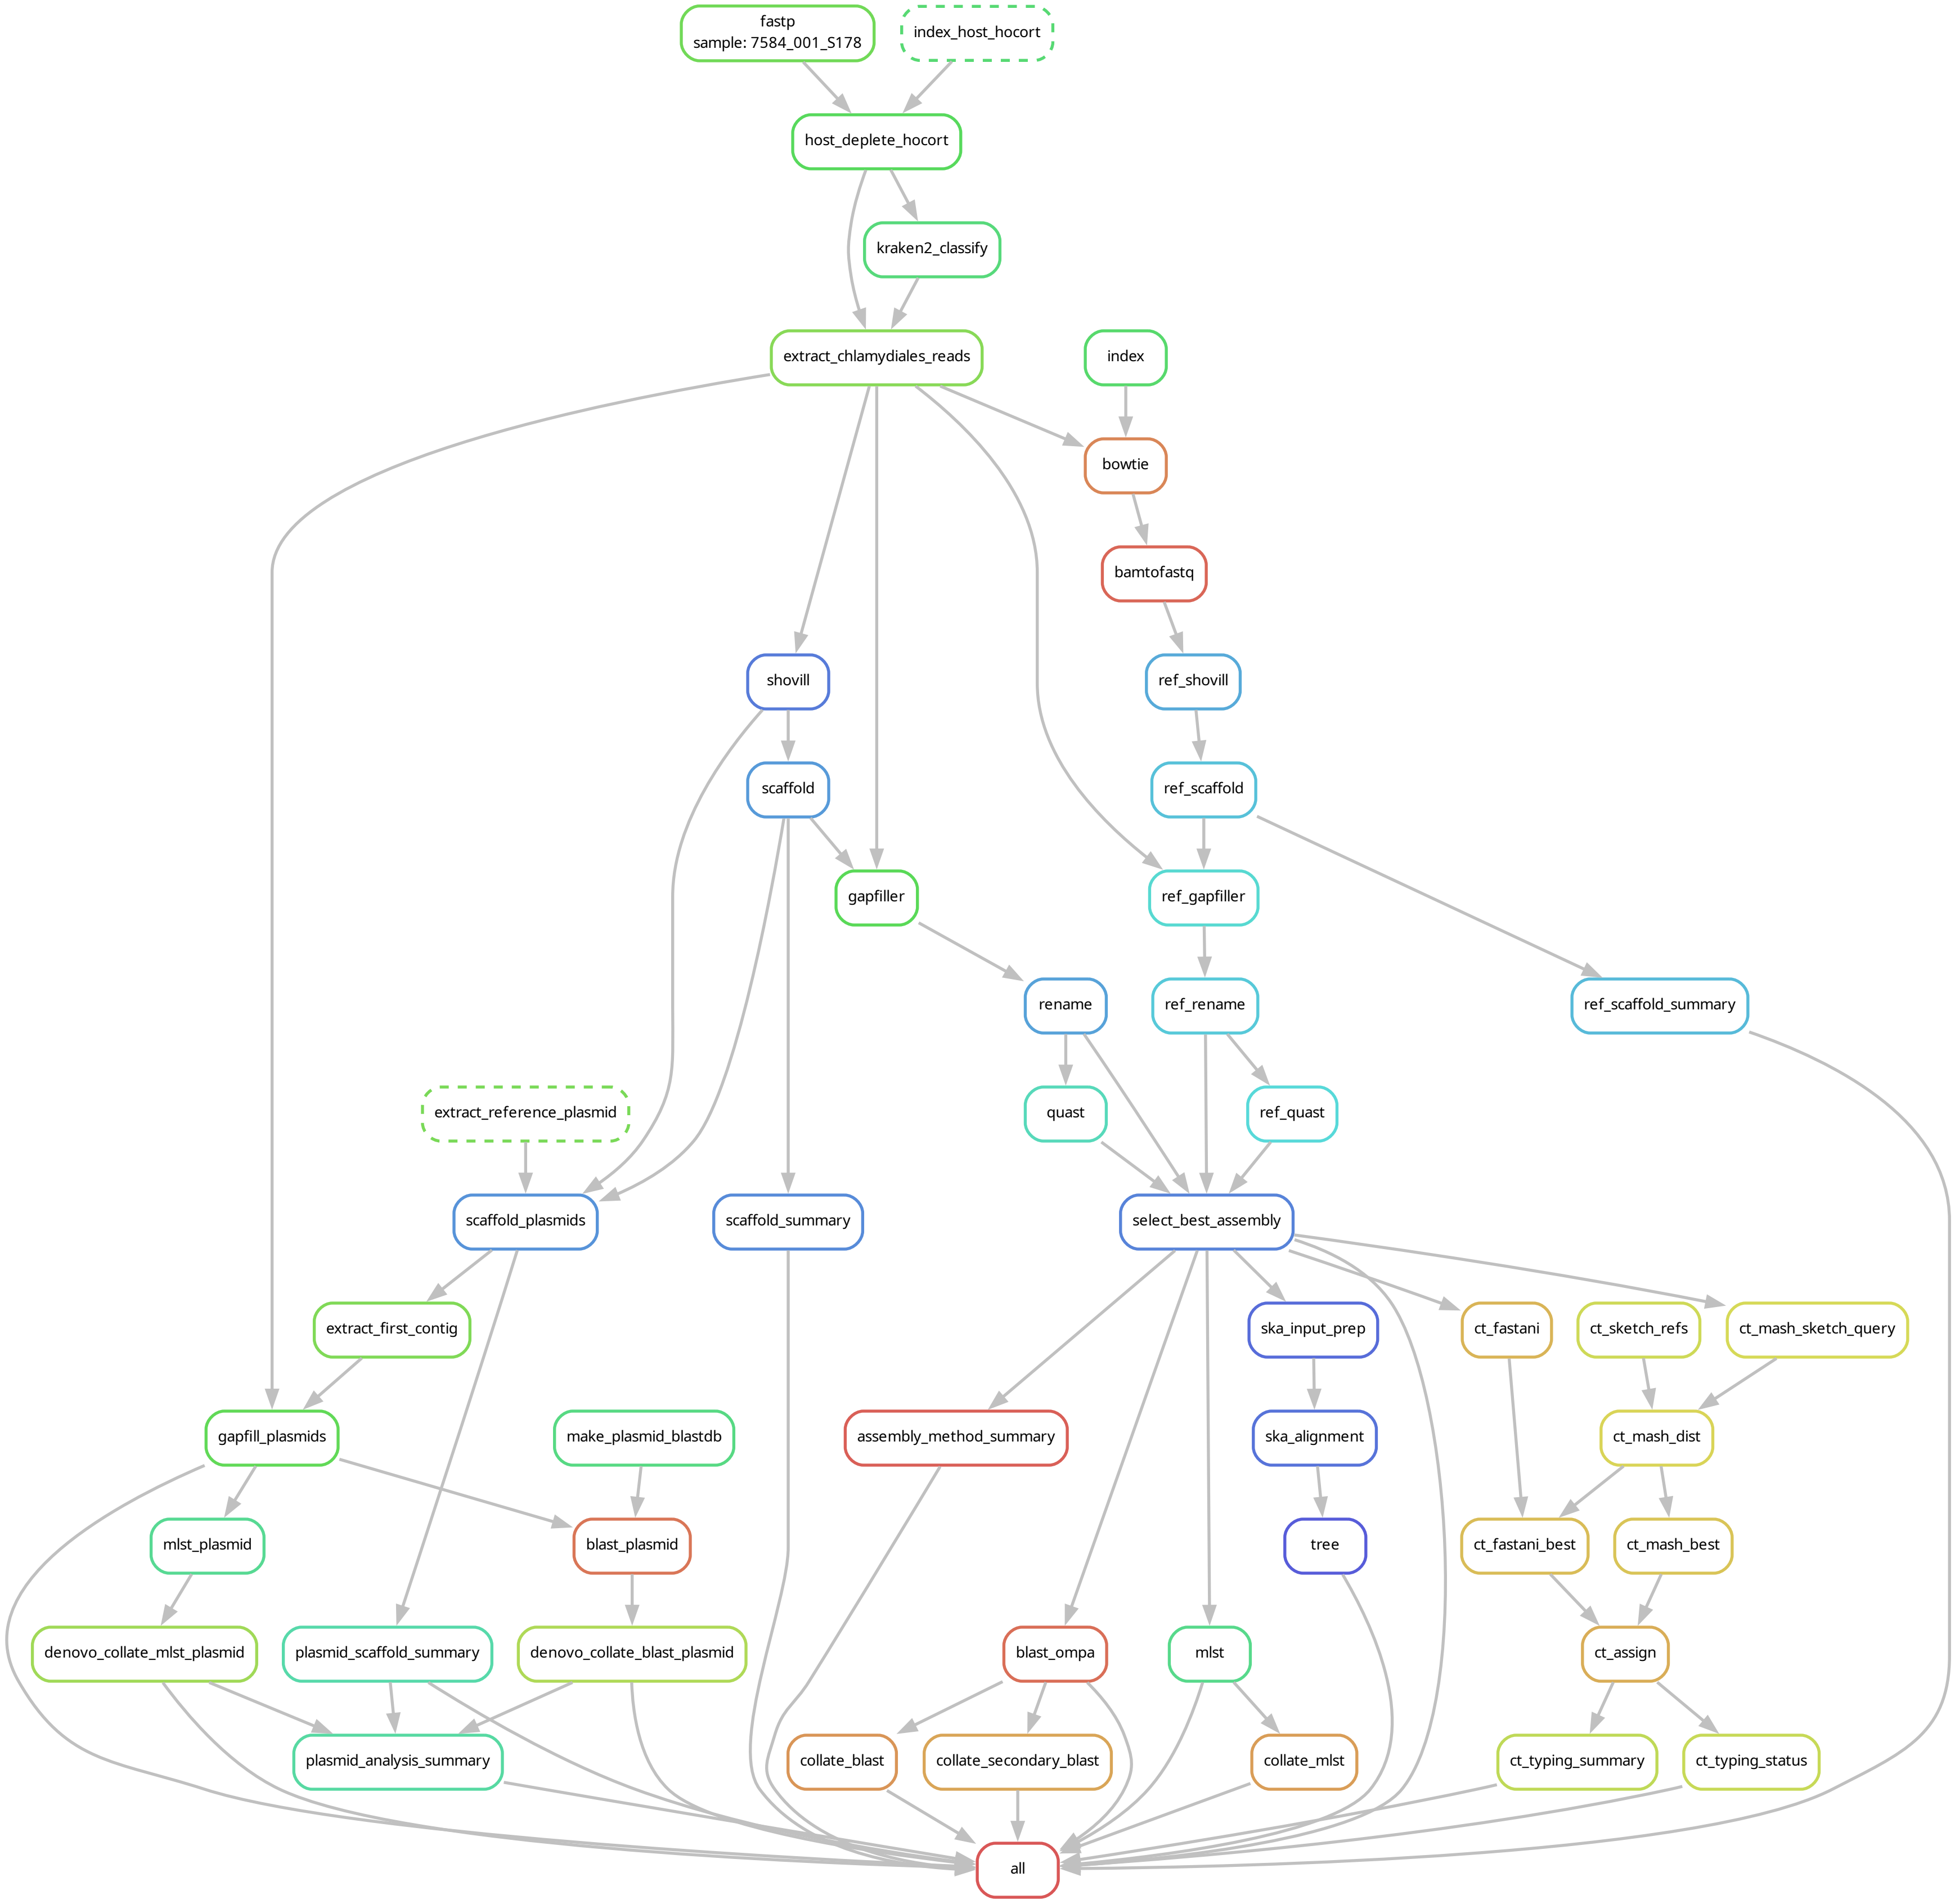 fastp
sample: 7584_001_S178
index_host_hocort
host_deplete_hocort
kraken2_classify
extract_chlamydiales_reads
index
bowtie
bamtofastq
shovill
ref_shovill
scaffold
ref_scaffold
gapfiller
ref_gapfiller
rename
ref_rename
ref_scaffold_summary
extract_reference_plasmid
quast
ref_quast
scaffold_plasmids
scaffold_summary
select_best_assembly
extract_first_contig
ska_input_prep
ct_fastani
ct_sketch_refs
ct_mash_sketch_query
gapfill_plasmids
make_plasmid_blastdb
assembly_method_summary
ska_alignment
ct_mash_dist
mlst_plasmid
blast_plasmid
tree
ct_fastani_best
ct_mash_best
denovo_collate_mlst_plasmid
plasmid_scaffold_summary
denovo_collate_blast_plasmid
blast_ompa
mlst
ct_assign
plasmid_analysis_summary
collate_blast
collate_secondary_blast
collate_mlst
ct_typing_summary
ct_typing_status
all